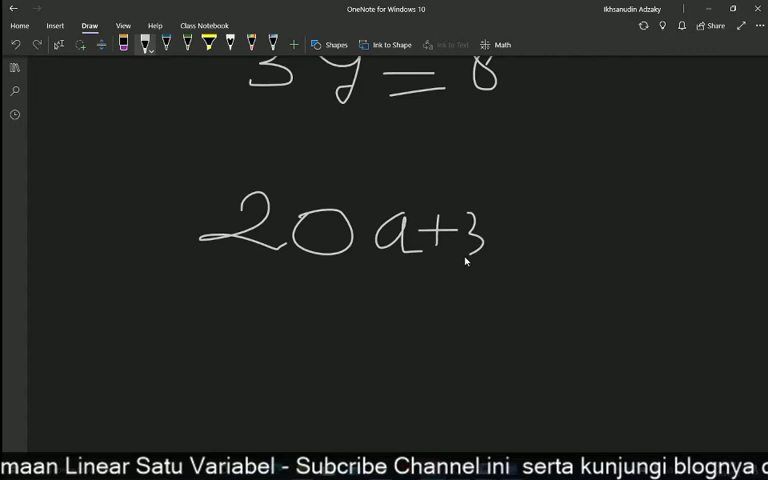 OneNote for Windows 10
Ikhsanudin Adzaky
Home Insert Draw View Help Class Notebook
Share
Shapes Ink to Shape Ink to Text Math
3 y = 8
20a+3
maan Linear Satu Variabel - Subcribe Channel ini serta kunjungi blognya